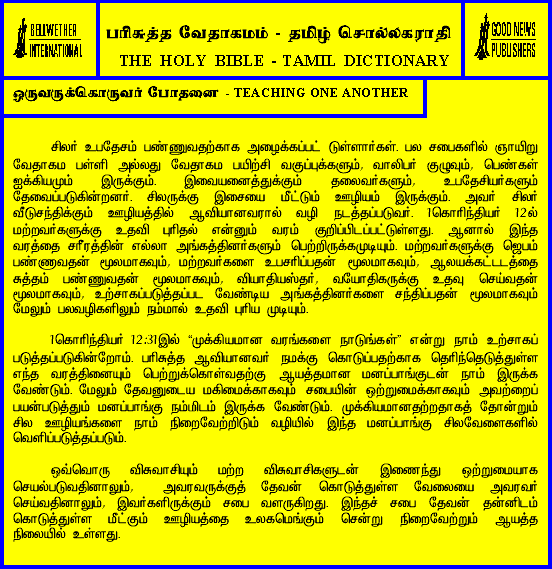 BELLWETHER
INTERNATIONAL
பரிசுத்த வேதாகமம் - தமிழ் சொல்லகராதி
THE HOLY BIBLE - TAMIL DICTIONARY
GOOD NEWS
PUBLISHERS
ஒருவருக்கொருவர் போதனை - TEACHING ONE ANOTHER
சிலர் உபதேசம் பண்ணுவதற்காக அழைக்கப்பட் டுள்ளார்கள். பல சபைகளில் ஞாயிறு
வேதாகம பள்ளி அல்லது வேதாகம பயிற்சி வகுப்புக்களும், வாலிபர் குழுவும், பெண்கள்
ஐக்கியமும் இருக்கும். இவையனைத்துக்கும் தலைவர்களும், உபதேசியர்களும்
தேவைப்படுகின்றனர். சிலருக்கு இசையை மீட்டும் ஊழியம் இருக்கும். அவர் சிலர்
வீடுசந்திக்கும் ஊழியத்தில் ஆவியானவரால் வழி நடத்தப்படுவர். 1கொரிந்தியர் 12ல்
மற்றவர்களுக்கு உதவி புரிதல் என்னும் வரம் குறிப்பிடப்பட்டுள்ளது. ஆனால் இந்த
வரத்தை சரீரத்தின் எல்லா அங்கத்தினர்களும் பெற்றிருக்கமுடியும். மற்றவர்களுக்கு ஜெபம்
பண்ணாவதன் மூலமாகவும், மற்றவர்களை உபசரிப்பதன் மூலமாகவும், ஆலயக்கட்டடத்தை
சுத்தம் பண்ணுவதன் மூலமாகவும், வியாதியஸ்தர், வயோதிகருக்கு உதவு செய்வதன்
மூலமாகவும், உற்சாகப்படுத்தப்பட வேண்டிய அங்கத்தினர்களை சந்திப்பதன் மூலமாகவும்
மேலும் பலவழிகளிலும் நம்மால் உதவி புரிய முடியும்.
1கொரிந்தியர் 12:31இல் “முக்கியமான வரங்களை நாடுங்கள்” என்று நாம் உற்சாகப்
படுத்தப்படுகின்றோம். பரிசுத்த ஆவியானவர் நமக்கு கொடுப்பதற்காக தெரிந்தெடுத்துள்ள
எந்த வரத்தினையும் பெற்றுக்கொள்வதற்கு ஆயத்தமான மனப்பாங்குடன் நாம் இருக்க
வேண்டும். மேலும் தேவனுடைய மகிமைக்காகவும் சபையின் ஒற்றுமைக்காகவும் அவற்றைப்
பயன்படுத்தும் மனப்பாங்கு நம்மிடம் இருக்க வேண்டும். முக்கியமானதற்றதாகத் தோன்றும்
சில ஊழியங்களை நாம் நிறைவேற்றிடும் வழியில் இந்த மனப்பாங்கு சிலவேளைகளில்
வெளிப்படுத்தப்படும்.
ஒவ்வொரு விசுவாசியும் மற்ற விசுவாசிகளுடன் இணைந்து ஒற்றுமையாக
செயல்படுவதினாலும், அவரவருக்குத் தேவன் கொடுத்துள்ள வேலையை அவரவர்
செய்வதினாலும், இவர்களிருக்கும் சபை வளருகிறது. இந்தச் சபை தேவன் தன்னிடம்
கொடுத்துள்ள மீட்கும் ஊழியத்தை உலகமெங்கும் சென்று நிறைவேற்றும் ஆயத்த
நிலையில் உள்ளது.